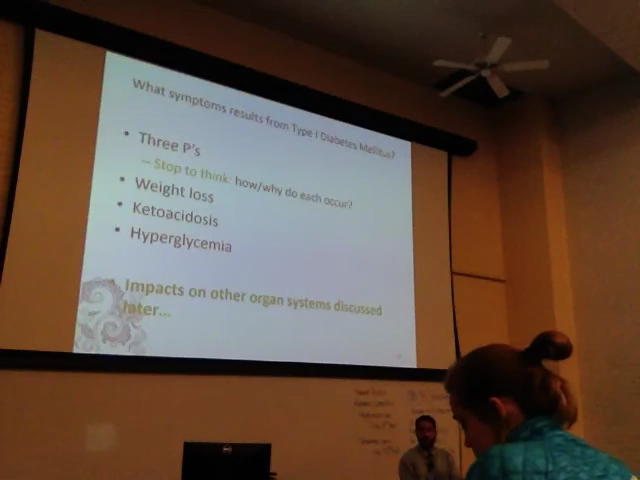 What symptoms results from Type I Diabetes Mellitus?
• Three P's
– Stop to think: how/why do each occur?
• Weight loss
• Ketoacidosis
• Hyperglycemia
Impacts on other organ systems discussed
later...
DELL